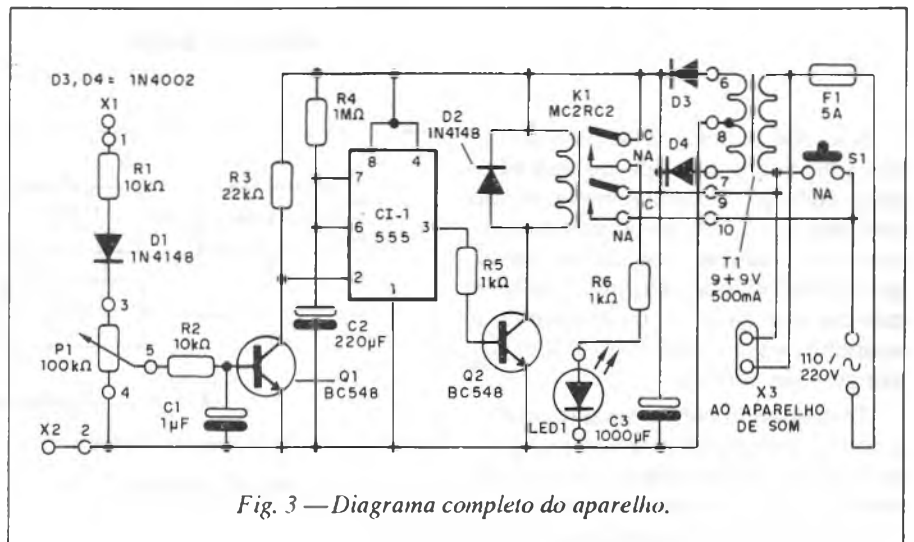 D3, D4 = 1N4002
X1
1
R1
10kΩ
D1
1N4148
3
P1
100kΩ
5
4
R2
10kΩ
C1
1µF
X2
2
R3
22kΩ
R4
1MΩ
8
4
7
6
2
CI-1
555
3
1
C2
220µF
Q1
BC548
D2
1N4148
R5
1kΩ
Q2
BC548
K1
MC2RC2
C
NA
C
NA
R6
1kΩ
LED1
C3
1000µF
D3
D4
6
8
7
9
10
T1
9+9V
500mA
F1
5A
S1
NA
X3
AO APARELHO
DE SOM
110 /
220V
Fig. 3 — Diagrama completo do aparelho.